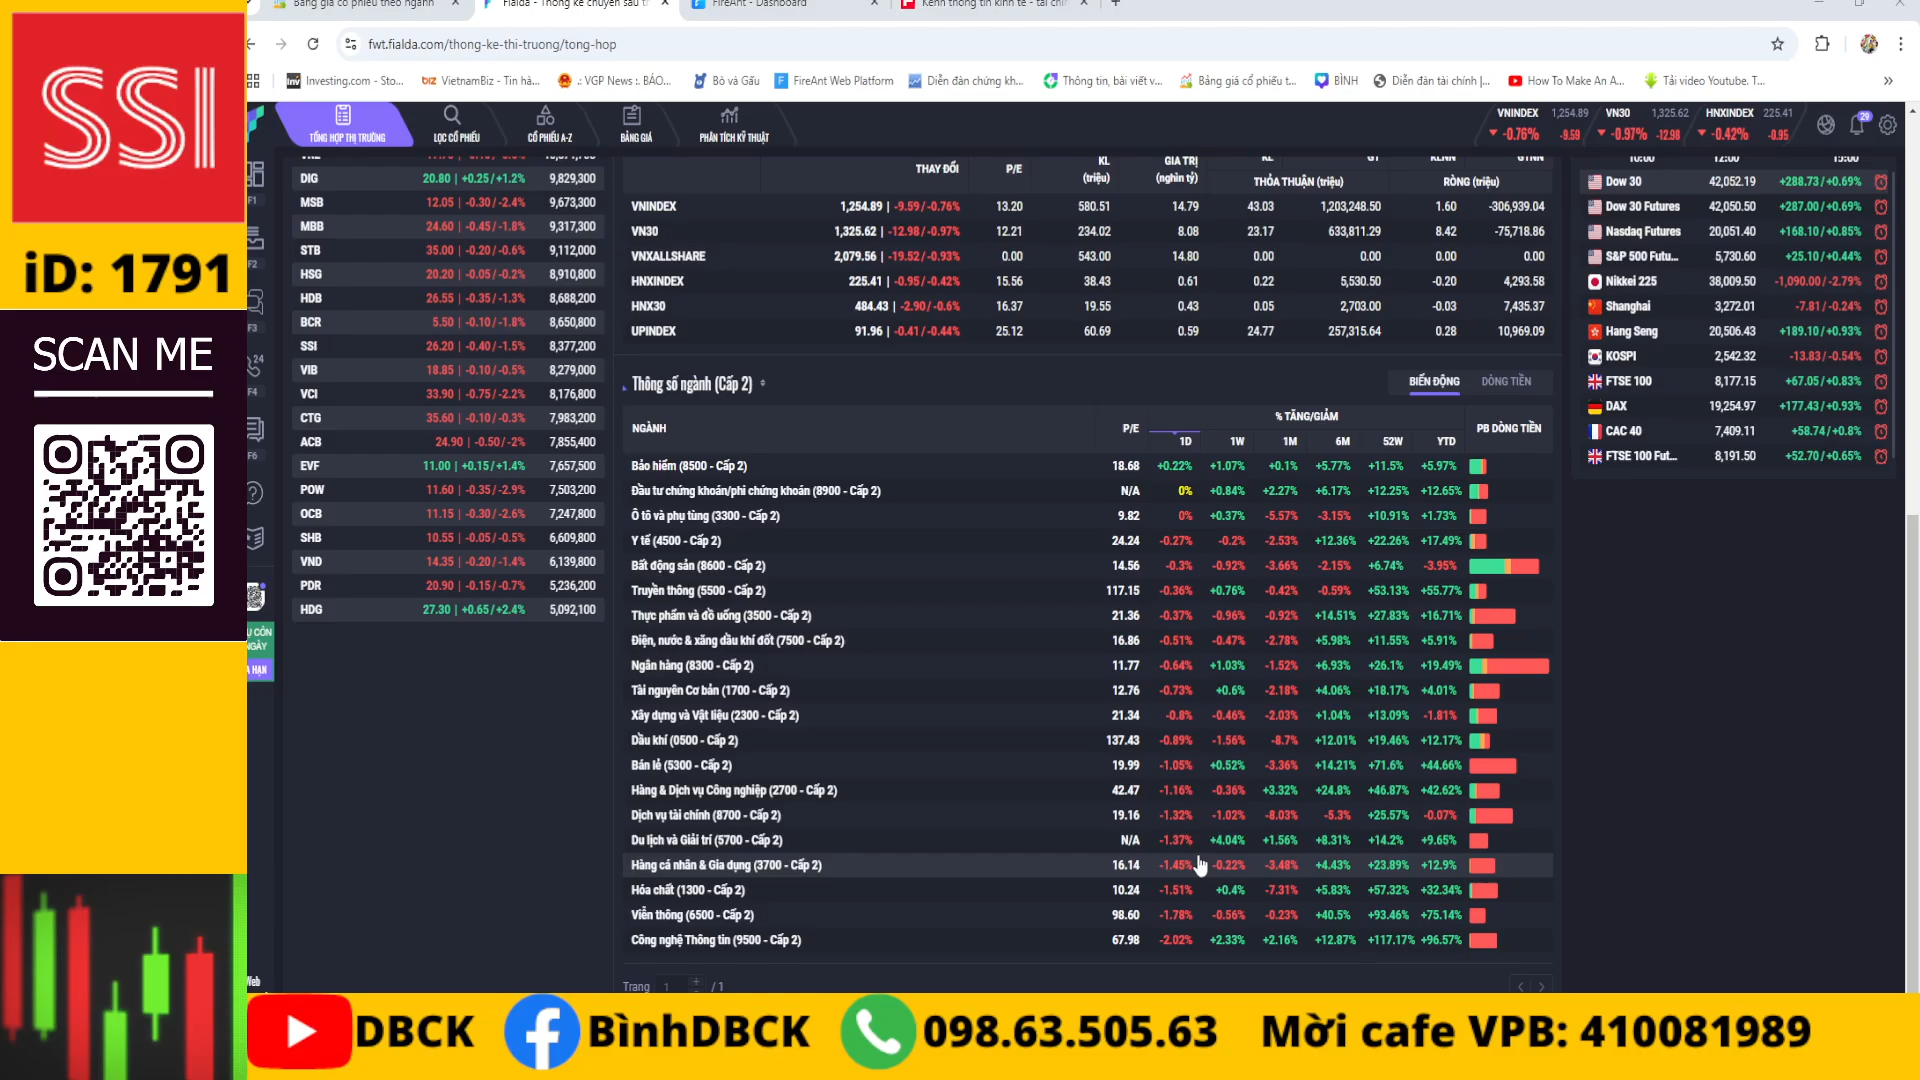 Bảng giá cổ phiếu theo ngành
Fialda - Thống kê chuyên sâu th
FireAnt - Dashboard
Kênh thông tin kinh tế - tài chín
fwt.fialda.com/thong-ke-thi-truong/tong-hop
Investing.com - Sto...
VietnamBiz - Tin hà...
.: VGP News :. BÁO...
Bò và Gấu
FireAnt Web Platform
Diễn đàn chứng kh...
Thông tin, bài viết v...
Bảng giá cổ phiếu t...
BÌNH
Diễn đàn tài chính |...
How To Make An A...
Tải video Youtube. T...
SSI
iD: 1791
SCAN ME
TỔNG HỢP THỊ TRƯỜNG
LỌC CỔ PHIẾU
CỔ PHIẾU A-Z
BẢNG GIÁ
PHÂN TÍCH KỸ THUẬT
VNINDEX 1,254.89 -0.76% -9.59
VN30 1,325.62 -0.97% -12.98
HNXINDEX 225.41 -0.42% -0.95
29
F1
F2
F3
24
F4
F6
DIG 20.80 | +0.25/+1.2% 9,829,300
MSB 12.05 | -0.30/-2.4% 9,673,300
MBB 24.60 | -0.45/-1.8% 9,317,300
STB 35.00 | -0.20/-0.6% 9,112,000
HSG 20.20 | -0.05/-0.2% 8,910,800
HDB 26.55 | -0.35/-1.3% 8,688,200
BCR 5.50 | -0.10/-1.8% 8,650,800
SSI 26.20 | -0.40/-1.5% 8,377,200
VIB 18.85 | -0.10/-0.5% 8,279,000
VCI 33.90 | -0.75/-2.2% 8,176,800
CTG 35.60 | -0.10/-0.3% 7,983,200
ACB 24.90 | -0.50/-2% 7,855,400
EVF 11.00 | +0.15/+1.4% 7,657,500
POW 11.60 | -0.35/-2.9% 7,503,200
OCB 11.15 | -0.30/-2.6% 7,247,800
SHB 10.55 | -0.05/-0.5% 6,609,800
VND 14.35 | -0.20/-1.4% 6,139,800
PDR 20.90 | -0.15/-0.7% 5,236,200
HDG 27.30 | +0.65/+2.4% 5,092,100
THAY ĐỔI P/E KL (triệu) GIÁ TRỊ (nghìn tỷ) KL GT KLNN GTNN
THỎA THUẬN (triệu) RÒNG (triệu)
VNINDEX 1,254.89 | -9.59/-0.76% 13.20 580.51 14.79 43.03 1,203,248.50 1.60 -306,939.04
VN30 1,325.62 | -12.98/-0.97% 12.21 234.02 8.08 23.17 633,811.29 8.42 -75,718.86
VNXALLSHARE 2,079.56 | -19.52/-0.93% 0.00 543.00 14.80 0.00 0.00 0.00 0.00
HNXINDEX 225.41 | -0.95/-0.42% 15.56 38.43 0.61 0.22 5,530.50 -0.20 4,293.58
HNX30 484.43 | -2.90/-0.6% 16.37 19.55 0.43 0.05 2,703.00 -0.03 7,435.37
UPINDEX 91.96 | -0.41/-0.44% 25.12 60.69 0.59 24.77 257,315.64 0.28 10,969.09
Thông số ngành (Cấp 2)
BIẾN ĐỘNG DÒNG TIỀN
NGÀNH P/E % TĂNG/GIẢM PB DÒNG TIỀN
1D 1W 1M 6M 52W YTD
Bảo hiểm (8500 - Cấp 2) 18.68 +0.22% +1.07% +0.1% +5.77% +11.5% +5.97%
Đầu tư chứng khoán/phi chứng khoán (8900 - Cấp 2) N/A 0% +0.84% +2.27% +6.17% +12.25% +12.65%
Ô tô và phụ tùng (3300 - Cấp 2) 9.82 0% +0.37% -5.57% -3.15% +10.91% +1.73%
Y tế (4500 - Cấp 2) 24.24 -0.27% -0.2% -2.53% +12.36% +22.26% +17.49%
Bất động sản (8600 - Cấp 2) 14.56 -0.3% -0.92% -3.66% -2.15% +6.74% -3.95%
Truyền thông (5500 - Cấp 2) 117.15 -0.36% +0.76% -0.42% -0.59% +53.13% +55.77%
Thực phẩm và đồ uống (3500 - Cấp 2) 21.36 -0.37% -0.96% -0.92% +14.51% +27.83% +16.71%
Điện, nước & xăng dầu khí đốt (7500 - Cấp 2) 16.86 -0.51% -0.47% -2.78% +5.98% +11.55% +5.91%
Ngân hàng (8300 - Cấp 2) 11.77 -0.64% +1.03% -1.52% +6.93% +26.1% +19.49%
Tài nguyên Cơ bản (1700 - Cấp 2) 12.76 -0.73% +0.6% -2.18% +4.06% +18.17% +4.01%
Xây dựng và Vật liệu (2300 - Cấp 2) 21.34 -0.8% -0.46% -2.03% +1.04% +13.09% -1.81%
Dầu khí (0500 - Cấp 2) 137.43 -0.89% -1.56% -8.7% +12.01% +19.46% +12.17%
Bán lẻ (5300 - Cấp 2) 19.99 -1.05% +0.52% -3.36% +14.21% +71.6% +44.66%
Hàng & Dịch vụ Công nghiệp (2700 - Cấp 2) 42.47 -1.16% -0.36% +3.32% +24.8% +46.87% +42.62%
Dịch vụ tài chính (8700 - Cấp 2) 19.16 -1.32% -1.02% -8.03% -5.3% +25.57% -0.07%
Du lịch và Giải trí (5700 - Cấp 2) N/A -1.37% +4.04% +1.56% +8.31% +14.2% +9.65%
Hàng cá nhân & Gia dụng (3700 - Cấp 2) 16.14 -1.45% -0.22% -3.48% +4.43% +23.89% +12.9%
Hóa chất (1300 - Cấp 2) 10.24 -1.51% +0.4% -7.31% +5.83% +57.32% +32.34%
Viễn thông (6500 - Cấp 2) 98.60 -1.78% -0.56% -0.23% +40.5% +93.46% +75.14%
Công nghệ Thông tin (9500 - Cấp 2) 67.98 -2.02% +2.33% +2.16% +12.87% +117.17% +96.57%
Trang 1 / 1
10:00 12:00 15:00
Dow 30 42,052.19 +288.73/+0.69%
Dow 30 Futures 42,050.50 +287.00/+0.69%
Nasdaq Futures 20,051.40 +168.10/+0.85%
S&P 500 Futu... 5,730.60 +25.10/+0.44%
Nikkei 225 38,009.50 -1,090.00/-2.79%
Shanghai 3,272.01 -7.81/-0.24%
Hang Seng 20,506.43 +189.10/+0.93%
KOSPI 2,542.32 -13.83/-0.54%
FTSE 100 8,177.15 +67.05/+0.83%
DAX 19,254.97 +177.43/+0.93%
CAC 40 7,409.11 +58.74/+0.8%
FTSE 100 Fut... 8,191.50 +52.70/+0.65%
DBCK
BìnhDBCK
098.63.505.63
Mời cafe VPB: 410081989